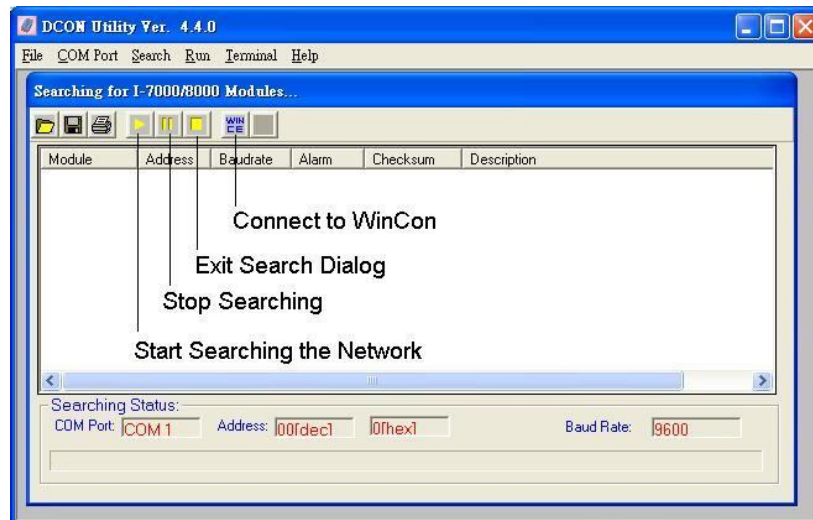 DCON Utility Ver. 4.4.0
File COM Port Search Run Terminal Help
Searching for I-7000/8000 Modules...
WIN CE
Module Address Baudrate Alarm Checksum Description
Connect to WinCon
Exit Search Dialog
Stop Searching
Start Searching the Network
Searching Status:
COM Port: COM 1 Address: 00[dec] 0[hex] Baud Rate: 9600